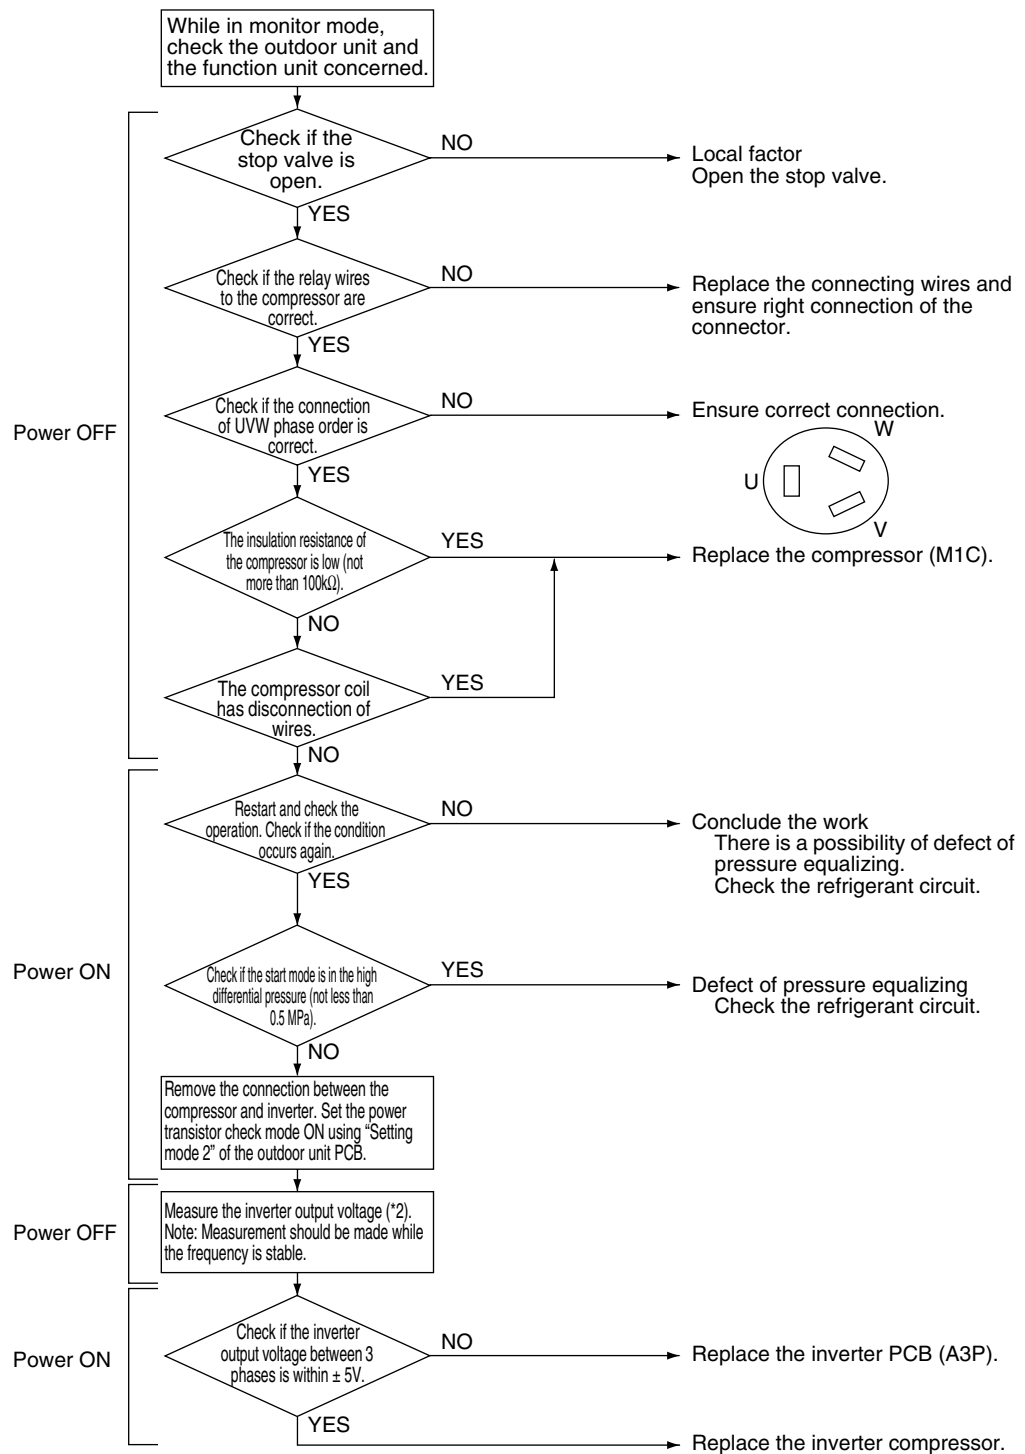 While in monitor mode,
check the outdoor unit and
the function unit concerned.
Check if the
stop valve is
open.
NO
Local factor
Open the stop valve.
YES
Check if the relay wires
to the compressor are
correct.
NO
Replace the connecting wires and
ensure right connection of the
connector.
YES
Check if the connection
of UVW phase order is
correct.
NO
Ensure correct connection.
W
U
V
Power OFF
YES
The insulation resistance of
the compressor is low (not
more than 100kΩ).
YES
Replace the compressor (M1C).
NO
The compressor coil
has disconnection of
wires.
YES
NO
Restart and check the
operation. Check if the condition
occurs again.
NO
Conclude the work
There is a possibility of defect of
pressure equalizing.
Check the refrigerant circuit.
YES
Power ON
Check if the start mode is in the high
differential pressure (not less than
0.5 MPa).
YES
Defect of pressure equalizing
Check the refrigerant circuit.
NO
Remove the connection between the
compressor and inverter. Set the power
transistor check mode ON using “Setting
mode 2” of the outdoor unit PCB.
Power OFF
Measure the inverter output voltage (*2).
Note: Measurement should be made while
the frequency is stable.
Power ON
Check if the inverter
output voltage between 3
phases is within ± 5V.
NO
Replace the inverter PCB (A3P).
YES
Replace the inverter compressor.